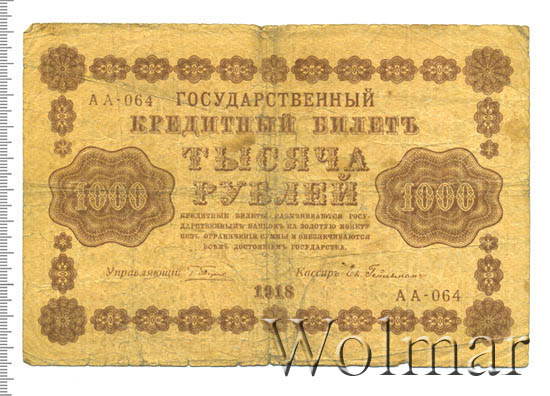 АА-064 ГОСУДАРСТВЕННЫЙ
КРЕДИТНЫЙ БИЛЕТЪ
ТЫСЯЧА
РУБЛЕЙ
1000 1000
КРЕДИТНЫЕ БИЛЕТЫ РАЗМѢНИВАЮТСЯ ГОСУ-
ДАРСТВЕННЫМЪ БАНКОМЪ НА ЗОЛОТУЮ МОНЕТУ
БЕЗЪ ОГРАНИЧЕНІЯ СУММЫ И ОБЕЗПЕЧИВАЮТСЯ
ВСѢМЪ ДОСТОЯНІЕМЪ ГОСУДАРСТВА.
Управляющій Кассиръ
1918
АА-064
Wolmar